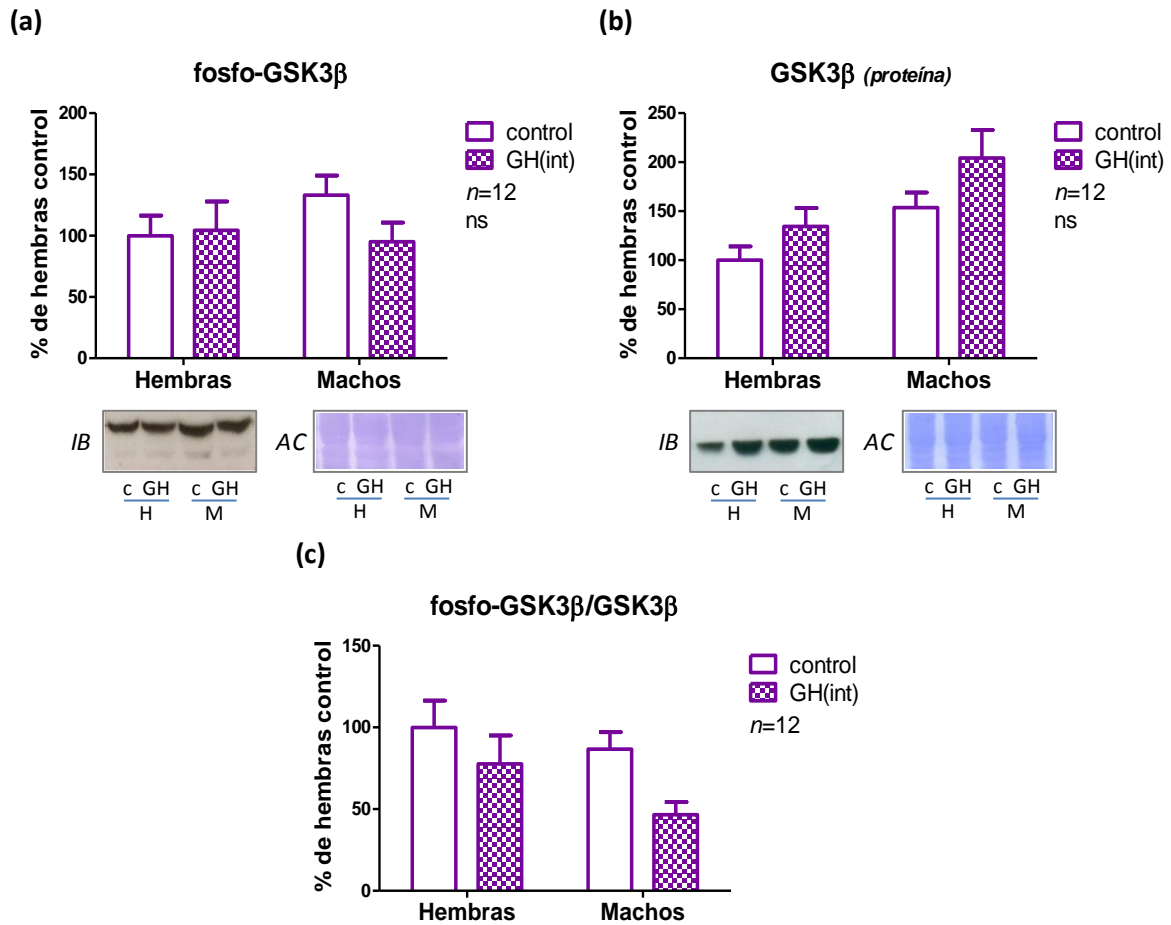 (a)
fosfo-GSK3β
% de hembras control
200
150
100
50
0
Hembras
Machos
control
GH(int)
n=12
ns
IB
AC
c GH c GH
H M
c GH c GH
H M
(b)
GSK3β (proteína)
% de hembras control
250
200
150
100
50
0
Hembras
Machos
control
GH(int)
n=12
ns
IB
AC
c GH c GH
H M
c GH c GH
H M
(c)
fosfo-GSK3β/GSK3β
% de hembras control
150
100
50
0
Hembras
Machos
control
GH(int)
n=12